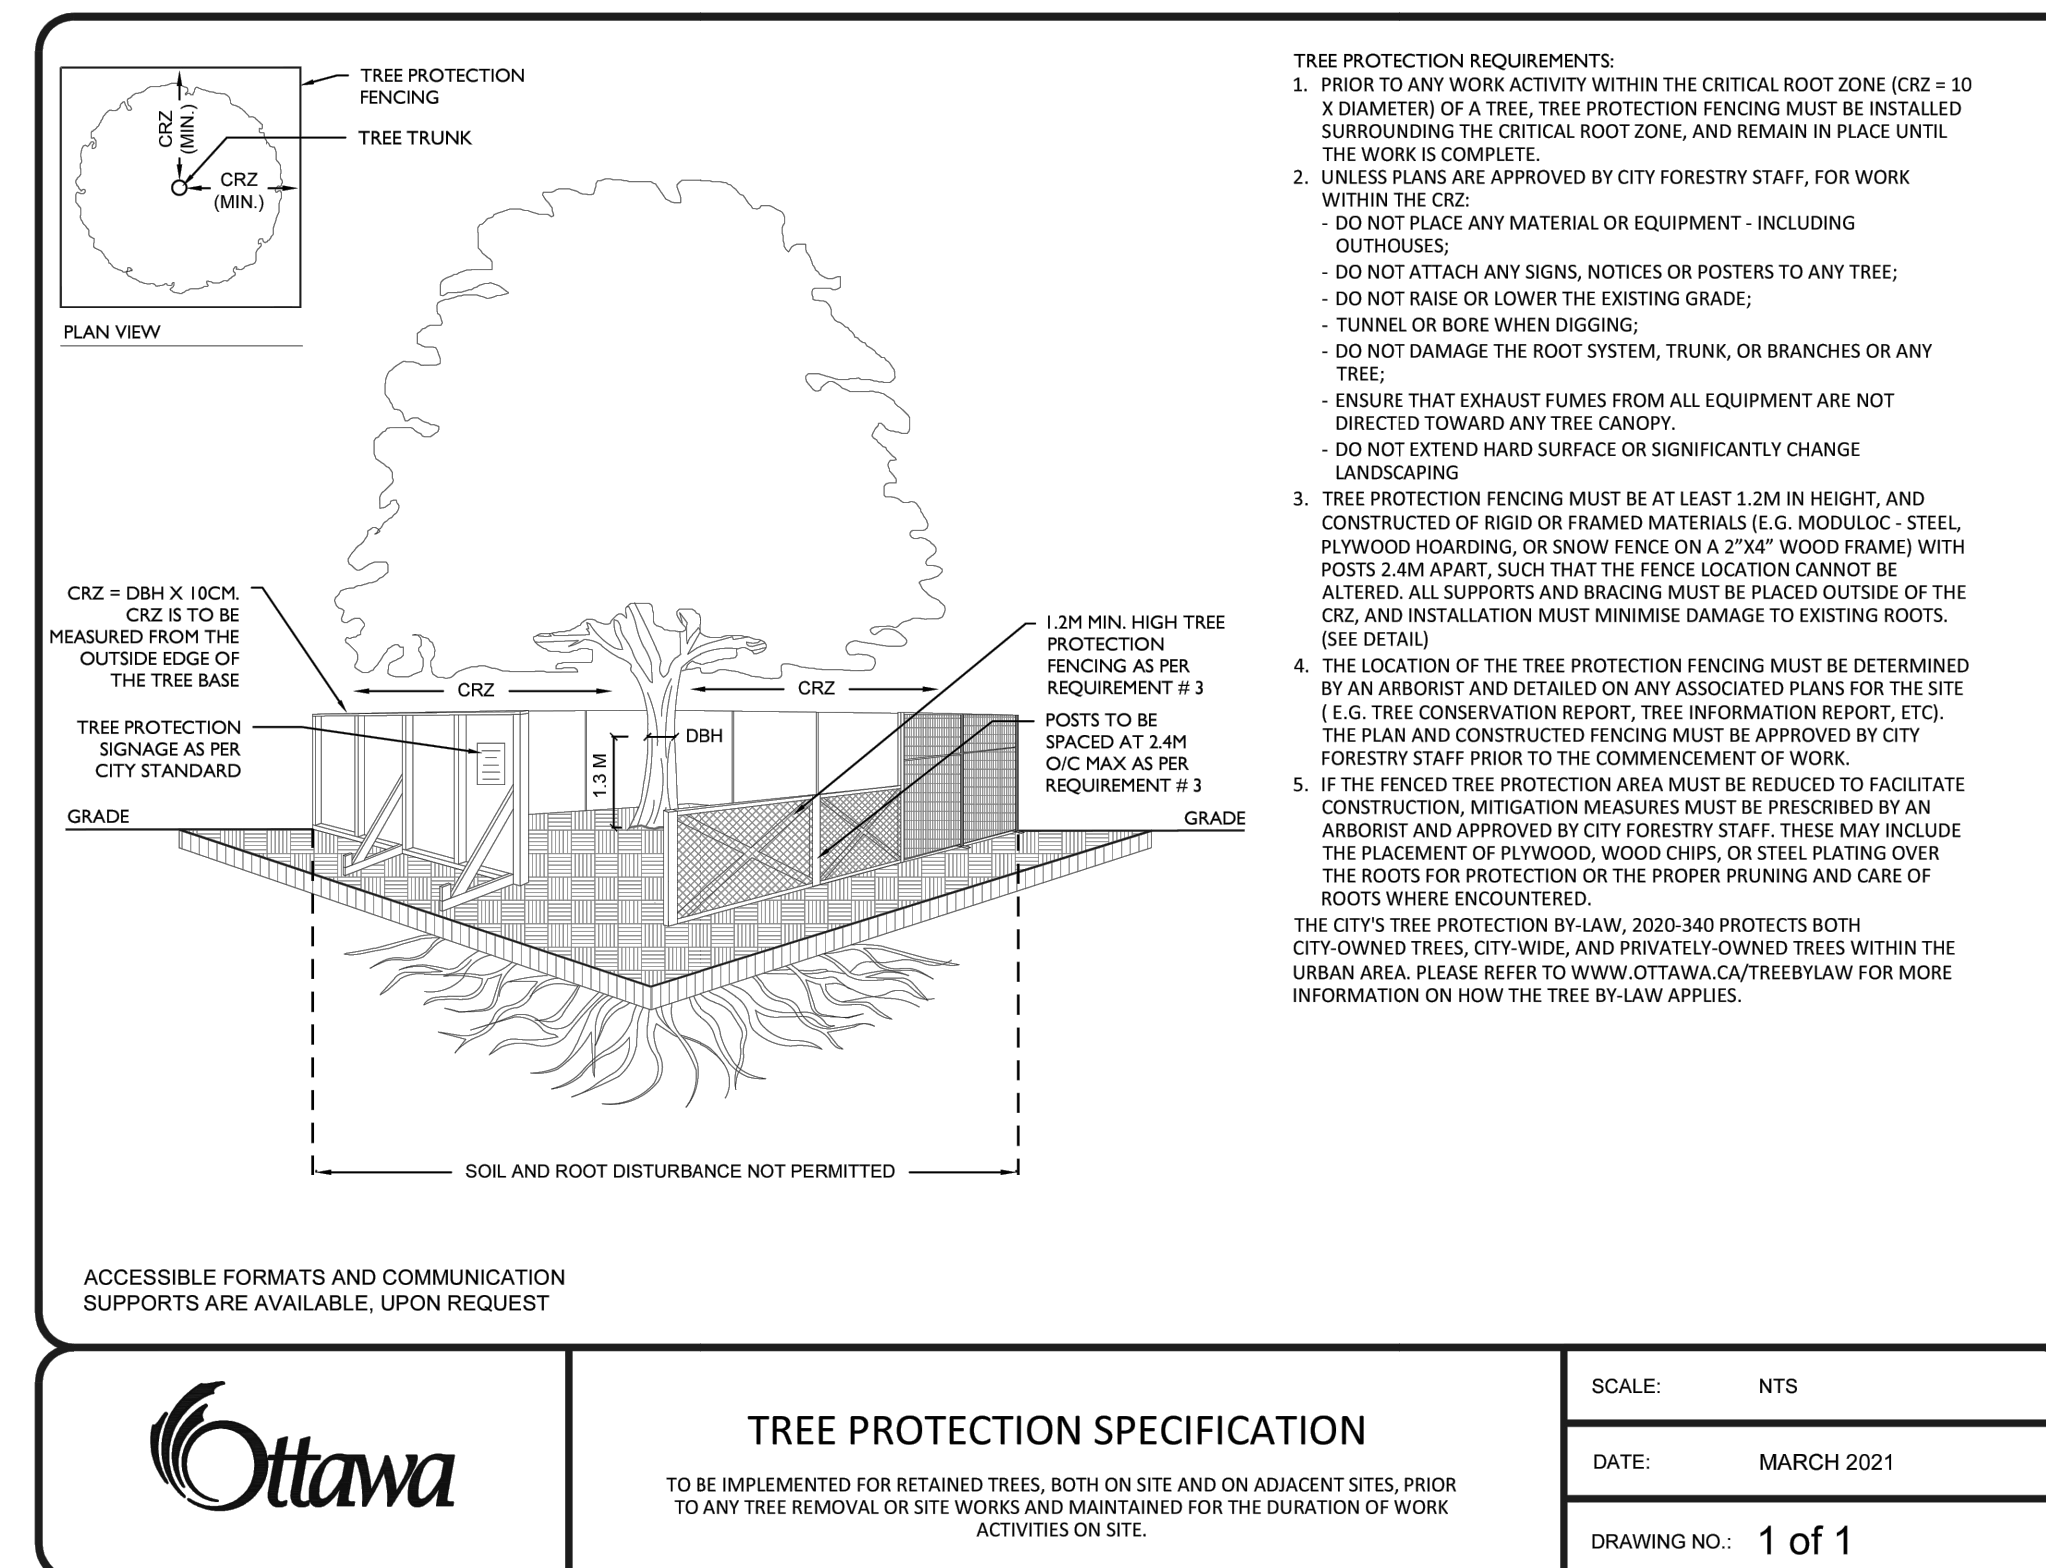 TREE PROTECTION
FENCING
TREE TRUNK
CRZ
(MIN.)
CRZ
(MIN.)
PLAN VIEW
CRZ = DBH X 10CM.
CRZ IS TO BE
MEASURED FROM THE
OUTSIDE EDGE OF
THE TREE BASE
TREE PROTECTION
SIGNAGE AS PER
CITY STANDARD
GRADE
CRZ
CRZ
DBH
1.3 M
1.2M MIN. HIGH TREE
PROTECTION
FENCING AS PER
REQUIREMENT # 3
POSTS TO BE
SPACED AT 2.4M
O/C MAX AS PER
REQUIREMENT # 3
GRADE
SOIL AND ROOT DISTURBANCE NOT PERMITTED
ACCESSIBLE FORMATS AND COMMUNICATION
SUPPORTS ARE AVAILABLE, UPON REQUEST
TREE PROTECTION REQUIREMENTS:
1. PRIOR TO ANY WORK ACTIVITY WITHIN THE CRITICAL ROOT ZONE (CRZ = 10
X DIAMETER) OF A TREE, TREE PROTECTION FENCING MUST BE INSTALLED
SURROUNDING THE CRITICAL ROOT ZONE, AND REMAIN IN PLACE UNTIL
THE WORK IS COMPLETE.
2. UNLESS PLANS ARE APPROVED BY CITY FORESTRY STAFF, FOR WORK
WITHIN THE CRZ:
- DO NOT PLACE ANY MATERIAL OR EQUIPMENT - INCLUDING
OUTHOUSES;
- DO NOT ATTACH ANY SIGNS, NOTICES OR POSTERS TO ANY TREE;
- DO NOT RAISE OR LOWER THE EXISTING GRADE;
- TUNNEL OR BORE WHEN DIGGING;
- DO NOT DAMAGE THE ROOT SYSTEM, TRUNK, OR BRANCHES OR ANY
TREE;
- ENSURE THAT EXHAUST FUMES FROM ALL EQUIPMENT ARE NOT
DIRECTED TOWARD ANY TREE CANOPY.
- DO NOT EXTEND HARD SURFACE OR SIGNIFICANTLY CHANGE
LANDSCAPING
3. TREE PROTECTION FENCING MUST BE AT LEAST 1.2M IN HEIGHT, AND
CONSTRUCTED OF RIGID OR FRAMED MATERIALS (E.G. MODULOC - STEEL,
PLYWOOD HOARDING, OR SNOW FENCE ON A 2”X4” WOOD FRAME) WITH
POSTS 2.4M APART, SUCH THAT THE FENCE LOCATION CANNOT BE
ALTERED. ALL SUPPORTS AND BRACING MUST BE PLACED OUTSIDE OF THE
CRZ, AND INSTALLATION MUST MINIMISE DAMAGE TO EXISTING ROOTS.
(SEE DETAIL)
4. THE LOCATION OF THE TREE PROTECTION FENCING MUST BE DETERMINED
BY AN ARBORIST AND DETAILED ON ANY ASSOCIATED PLANS FOR THE SITE
( E.G. TREE CONSERVATION REPORT, TREE INFORMATION REPORT, ETC).
THE PLAN AND CONSTRUCTED FENCING MUST BE APPROVED BY CITY
FORESTRY STAFF PRIOR TO THE COMMENCEMENT OF WORK.
5. IF THE FENCED TREE PROTECTION AREA MUST BE REDUCED TO FACILITATE
CONSTRUCTION, MITIGATION MEASURES MUST BE PRESCRIBED BY AN
ARBORIST AND APPROVED BY CITY FORESTRY STAFF. THESE MAY INCLUDE
THE PLACEMENT OF PLYWOOD, WOOD CHIPS, OR STEEL PLATING OVER
THE ROOTS FOR PROTECTION OR THE PROPER PRUNING AND CARE OF
ROOTS WHERE ENCOUNTERED.
THE CITY'S TREE PROTECTION BY-LAW, 2020-340 PROTECTS BOTH
CITY-OWNED TREES, CITY-WIDE, AND PRIVATELY-OWNED TREES WITHIN THE
URBAN AREA. PLEASE REFER TO WWW.OTTAWA.CA/TREEBYLAW FOR MORE
INFORMATION ON HOW THE TREE BY-LAW APPLIES.
Ottawa
TREE PROTECTION SPECIFICATION
TO BE IMPLEMENTED FOR RETAINED TREES, BOTH ON SITE AND ON ADJACENT SITES, PRIOR
TO ANY TREE REMOVAL OR SITE WORKS AND MAINTAINED FOR THE DURATION OF WORK
ACTIVITIES ON SITE.
SCALE: NTS
DATE: MARCH 2021
DRAWING NO.: 1 of 1